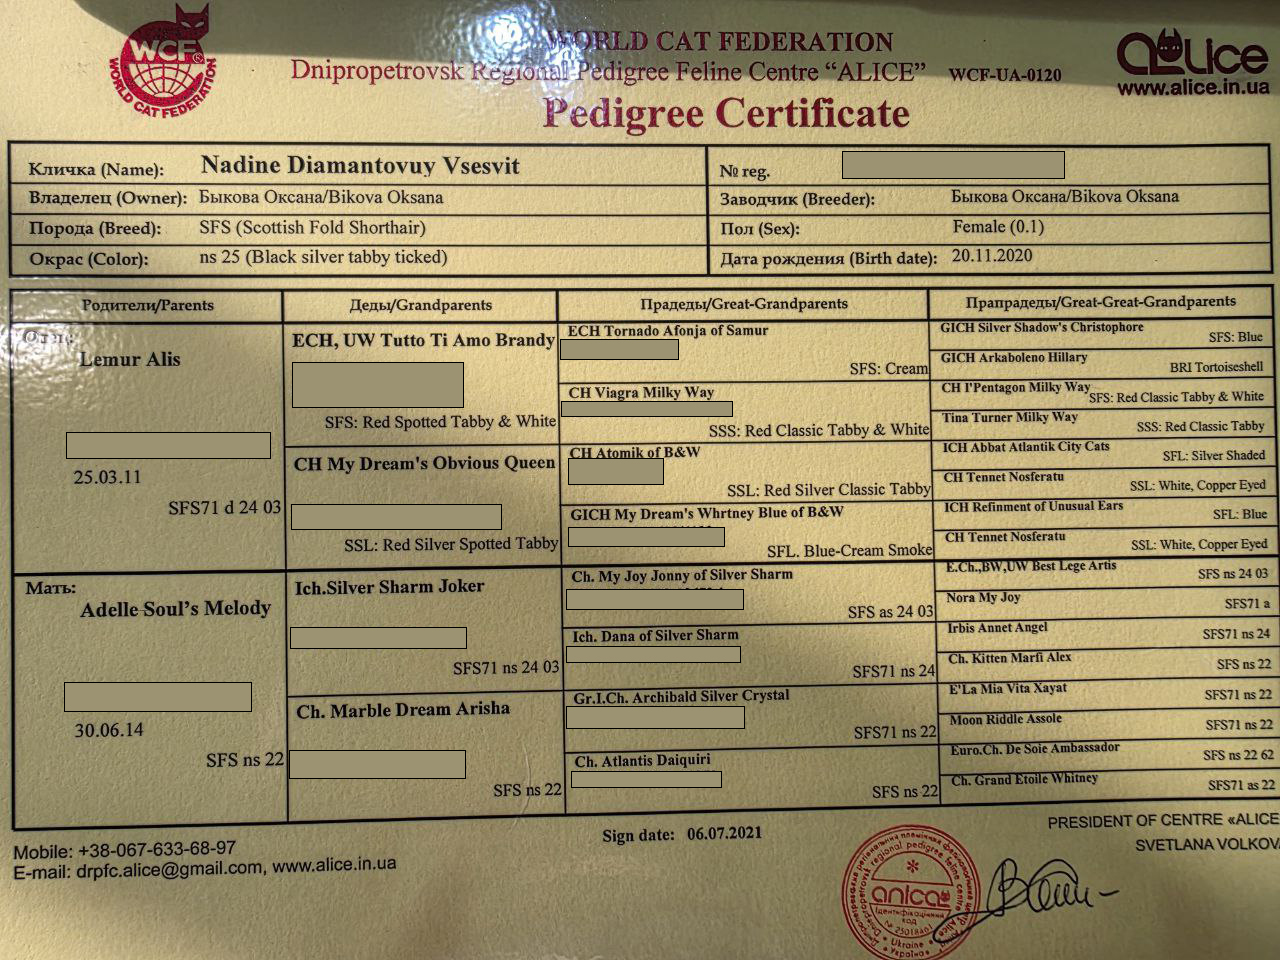 WCF
WORLD CAT FEDERATION
WORLD CAT FEDERATION
Dnipropetrovsk Regional Pedigree Feline Centre “ALICE” WCF-UA-0120
Pedigree Certificate
ALice
www.alice.in.ua
Кличка (Name): Nadine Diamantovuy Vsesvit
№ reg.
Владелец (Owner): Быкова Оксана/Bikova Oksana
Заводчик (Breeder): Быкова Оксана/Bikova Oksana
Порода (Breed): SFS (Scottish Fold Shorthair)
Пол (Sex): Female (0.1)
Окрас (Color): ns 25 (Black silver tabby ticked)
Дата рождения (Birth date): 20.11.2020
Родители/Parents
Деды/Grandparents
Прадеды/Great-Grandparents
Прапрадеды/Great-Great-Grandparents
Отец:
Lemur Alis
25.03.11
SFS71 d 24 03
Мать:
Adelle Soul's Melody
30.06.14
SFS ns 22
ECH, UW Tutto Ti Amo Brandy
SFS: Red Spotted Tabby & White
CH My Dream's Obvious Queen
SSL: Red Silver Spotted Tabby
Ich.Silver Sharm Joker
SFS71 ns 24 03
Ch. Marble Dream Arisha
SFS ns 22
ECH Tornado Afonja of Samur
SFS: Cream
CH Viagra Milky Way
SSS: Red Classic Tabby & White
CH Atomik of B&W
SSL: Red Silver Classic Tabby
GICH My Dream's Whrtney Blue of B&W
SFL. Blue-Cream Smoke
Ch. My Joy Jonny of Silver Sharm
SFS as 24 03
Ich. Dana of Silver Sharm
SFS71 ns 24
Gr.I.Ch. Archibald Silver Crystal
SFS71 ns 22
Ch. Atlantis Daiquiri
SFS ns 22
GICH Silver Shadow's Christophore
SFS: Blue
GICH Arkaboleno Hillary
BRI Tortoiseshell
CH I'Pentagon Milky Way
SFS: Red Classic Tabby & White
Tina Turner Milky Way
SSS: Red Classic Tabby
ICH Abbat Atlantik City Cats
SFL: Silver Shaded
CH Tennet Nosferatu
SSL: White, Copper Eyed
ICH Refinment of Unusual Ears
SFL: Blue
CH Tennet Nosferatu
SSL: White, Copper Eyed
E.Ch.,BW,UW Best Lege Artis
SFS ns 24 03
Nora My Joy
SFS71 a
Irbis Annet Angel
SFS71 ns 24
Ch. Kitten Marfi Alex
SFS ns 22
E'La Mia Vita Xayat
SFS71 ns 22
Moon Riddle Assole
SFS71 ns 22
Euro.Ch. De Soie Ambassador
SFS ns 22 62
Ch. Grand Etoile Whitney
SFS71 as 22
Mobile: +38-067-633-68-97
E-mail: drpfc.alice@gmail.com, www.alice.in.ua
Sign date: 06.07.2021
PRESIDENT OF CENTRE «ALICE
SVETLANA VOLKOV
Dnipropetrovsk regional pedigree feline centre
Ідентифікаційний
код
№ 25018461
Ukraine
Україна